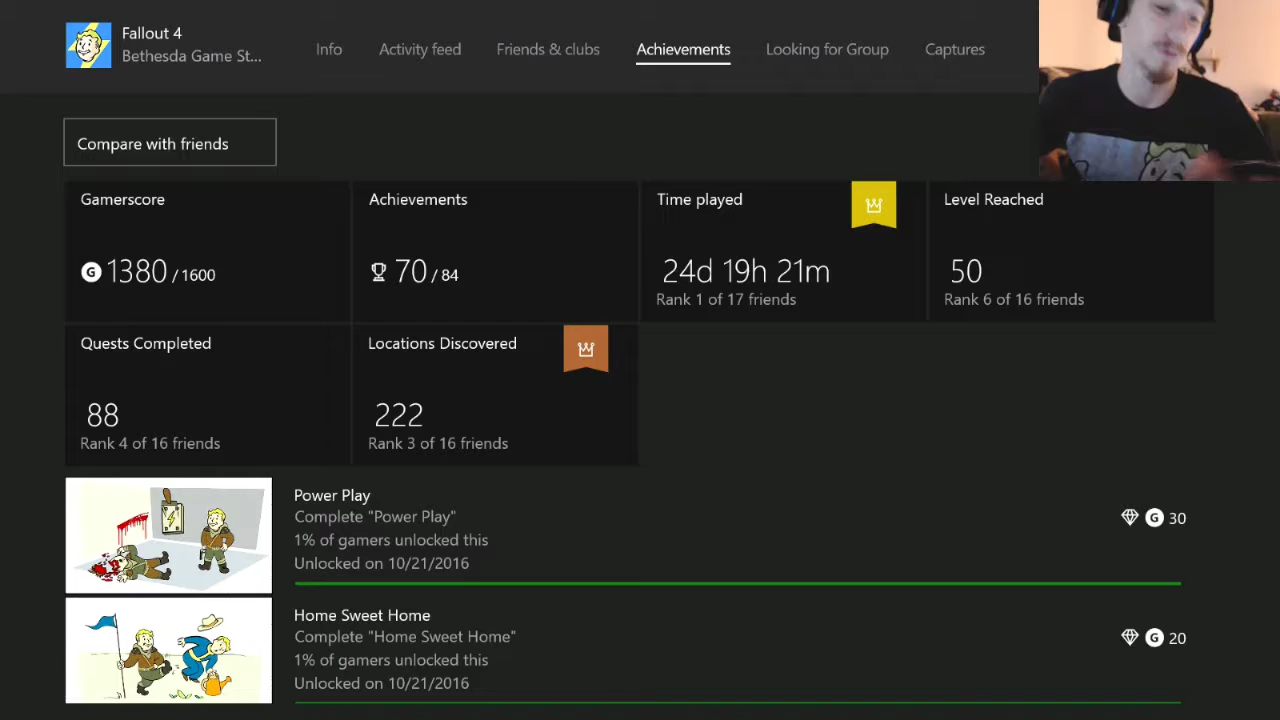 Fallout 4
Bethesda Game St...
Info
Activity feed
Friends & clubs
Achievements
Looking for Group
Captures
Compare with friends
Gamerscore
G 1380 / 1600
Achievements
70 / 84
Time played
24d 19h 21m
Rank 1 of 17 friends
Level Reached
50
Rank 6 of 16 friends
Quests Completed
88
Rank 4 of 16 friends
Locations Discovered
222
Rank 3 of 16 friends
Power Play
Complete "Power Play"
1% of gamers unlocked this
Unlocked on 10/21/2016
G 30
Home Sweet Home
Complete "Home Sweet Home"
1% of gamers unlocked this
Unlocked on 10/21/2016
G 20